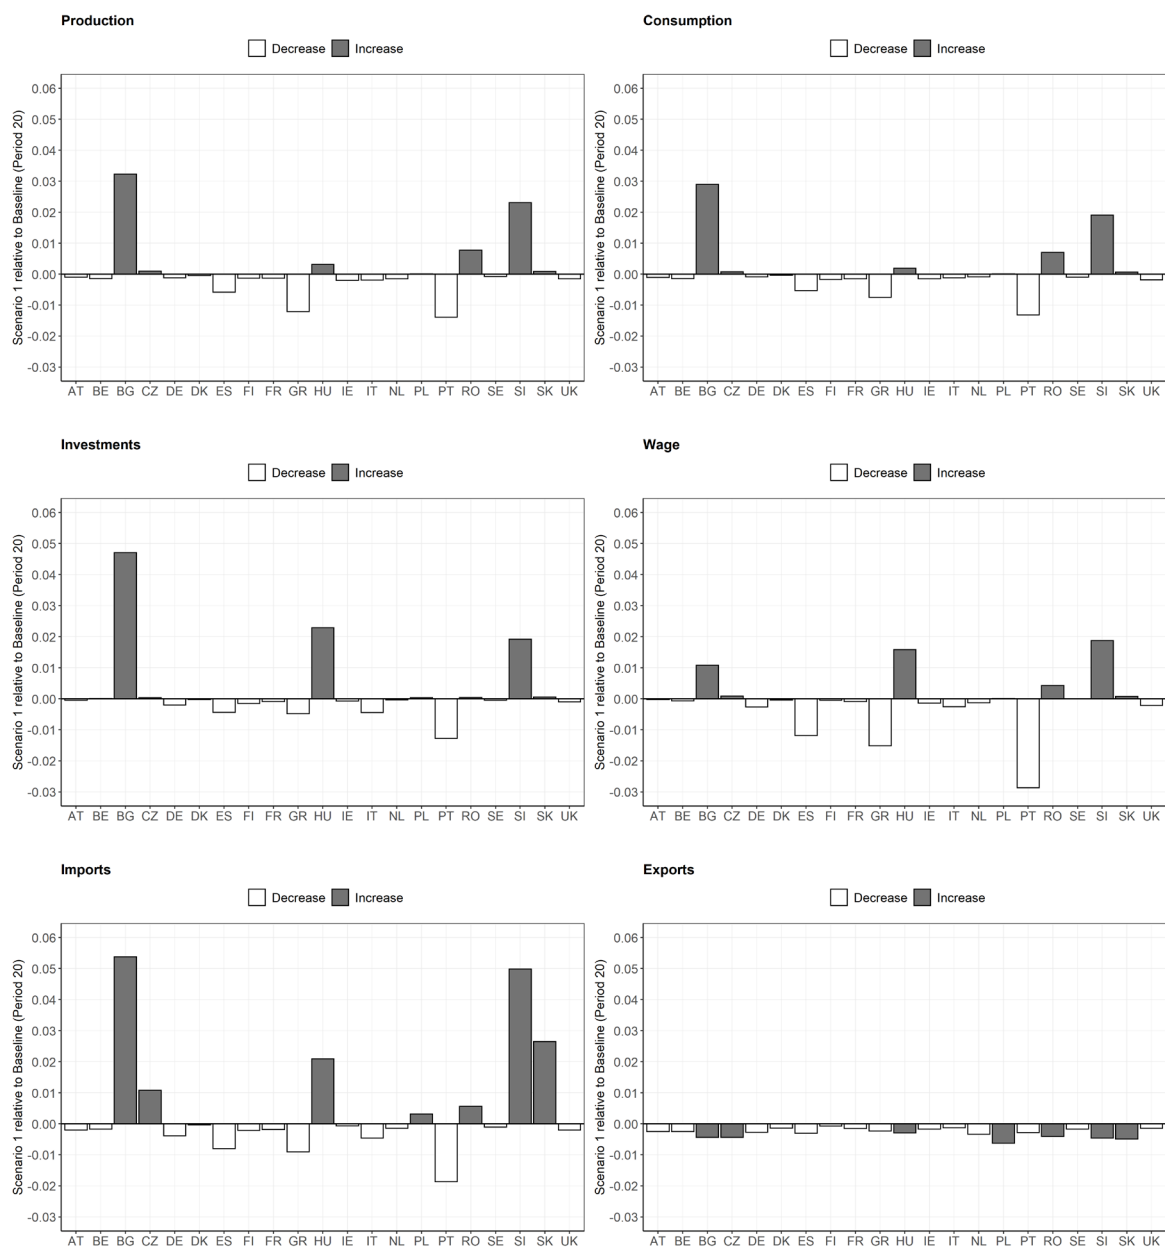 Production
Decrease Increase
Scenario 1 relative to Baseline (Period 20)
0.06
0.05
0.04
0.03
0.02
0.01
0.00
-0.01
-0.02
-0.03
AT BE BG CZ DE DK ES FI FR GR HU IE IT NL PL PT RO SE SI SK UK
Consumption
Decrease Increase
Scenario 1 relative to Baseline (Period 20)
0.06
0.05
0.04
0.03
0.02
0.01
0.00
-0.01
-0.02
-0.03
AT BE BG CZ DE DK ES FI FR GR HU IE IT NL PL PT RO SE SI SK UK
Investments
Decrease Increase
Scenario 1 relative to Baseline (Period 20)
0.06
0.05
0.04
0.03
0.02
0.01
0.00
-0.01
-0.02
-0.03
AT BE BG CZ DE DK ES FI FR GR HU IE IT NL PL PT RO SE SI SK UK
Wage
Decrease Increase
Scenario 1 relative to Baseline (Period 20)
0.06
0.05
0.04
0.03
0.02
0.01
0.00
-0.01
-0.02
-0.03
AT BE BG CZ DE DK ES FI FR GR HU IE IT NL PL PT RO SE SI SK UK
Imports
Decrease Increase
Scenario 1 relative to Baseline (Period 20)
0.06
0.05
0.04
0.03
0.02
0.01
0.00
-0.01
-0.02
-0.03
AT BE BG CZ DE DK ES FI FR GR HU IE IT NL PL PT RO SE SI SK UK
Exports
Decrease Increase
Scenario 1 relative to Baseline (Period 20)
0.06
0.05
0.04
0.03
0.02
0.01
0.00
-0.01
-0.02
-0.03
AT BE BG CZ DE DK ES FI FR GR HU IE IT NL PL PT RO SE SI SK UK